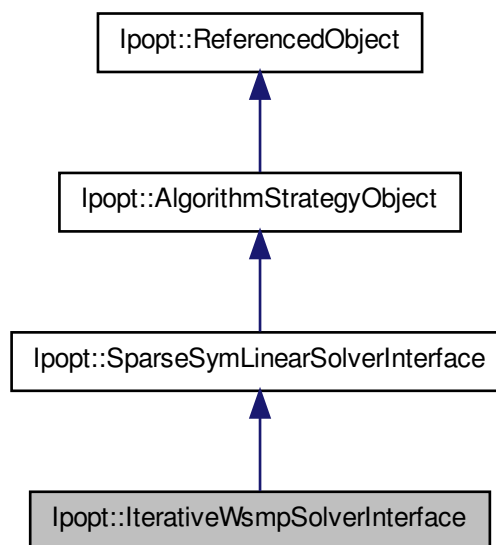 Ipopt::ReferencedObject
Ipopt::AlgorithmStrategyObject
Ipopt::SparseSymLinearSolverInterface
Ipopt::IterativeWsmpSolverInterface